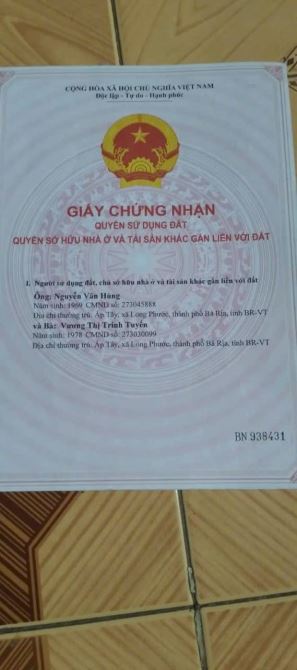 CỘNG HÒA XÃ HỘI CHỦ NGHĨA VIỆT NAM
Độc lập - Tự do - Hạnh phúc
GIẤY CHỨNG NHẬN
QUYỀN SỬ DỤNG ĐẤT
QUYỀN SỞ HỮU NHÀ Ở VÀ TÀI SẢN KHÁC GẮN LIỀN VỚI ĐẤT
I. Người sử dụng đất, chủ sở hữu nhà ở và tài sản khác gắn liền với đất
Ông: Nguyễn Văn Hùng
Năm sinh: 1969 CMND số: 273045888
Địa chỉ thường trú: Ấp Tây, xã Long Phước, thành phố Bà Rịa, tỉnh BR-VT
và Bà: Vương Thị Trinh Tuyền
Năm sinh: 1978 CMND số: 273030099
Địa chỉ thường trú: Ấp Tây, xã Long Phước, thành phố Bà Rịa, tỉnh BR-VT
BN 938431